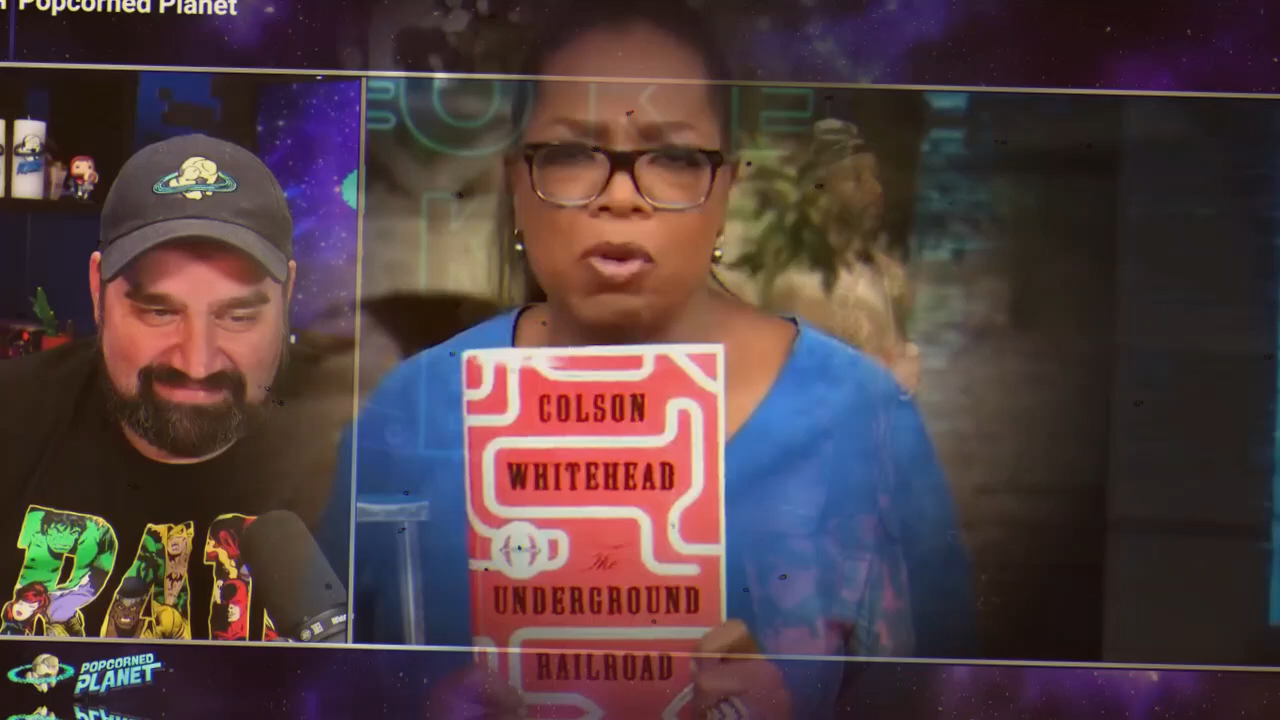 Popcorned Planet
COLSON
WHITEHEAD
The
UNDERGROUND
RAILROAD
POPCORNED
PLANET